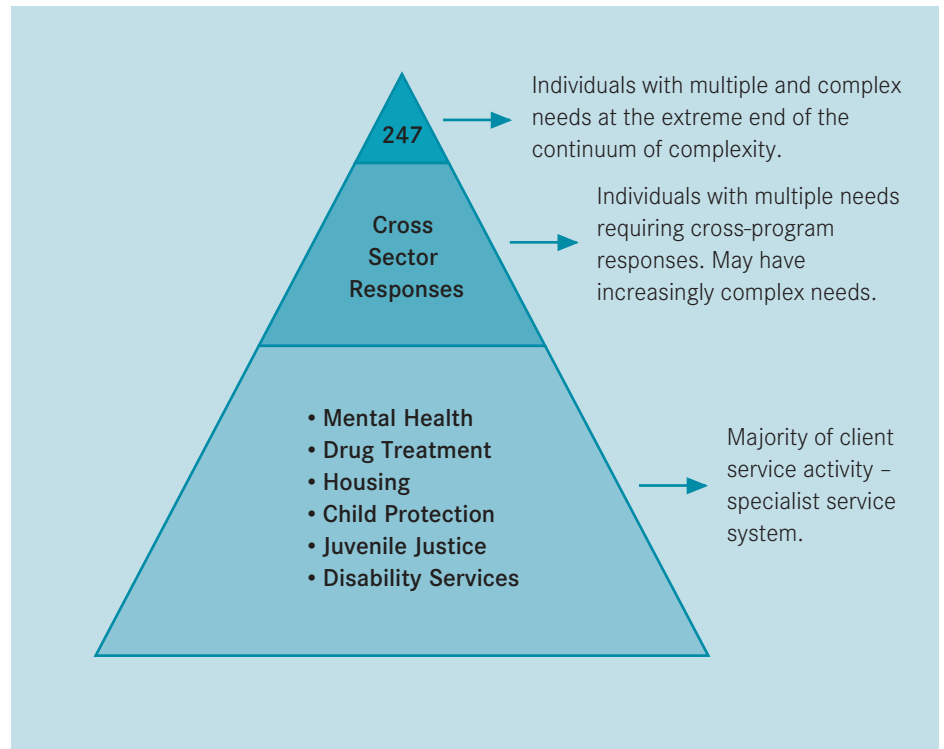 247
Individuals with multiple and complex
needs at the extreme end of the
continuum of complexity.
Cross
Sector
Responses
Individuals with multiple needs
requiring cross-program
responses. May have
increasingly complex needs.
• Mental Health
• Drug Treatment
• Housing
• Child Protection
• Juvenile Justice
• Disability Services
Majority of client
service activity –
specialist service
system.